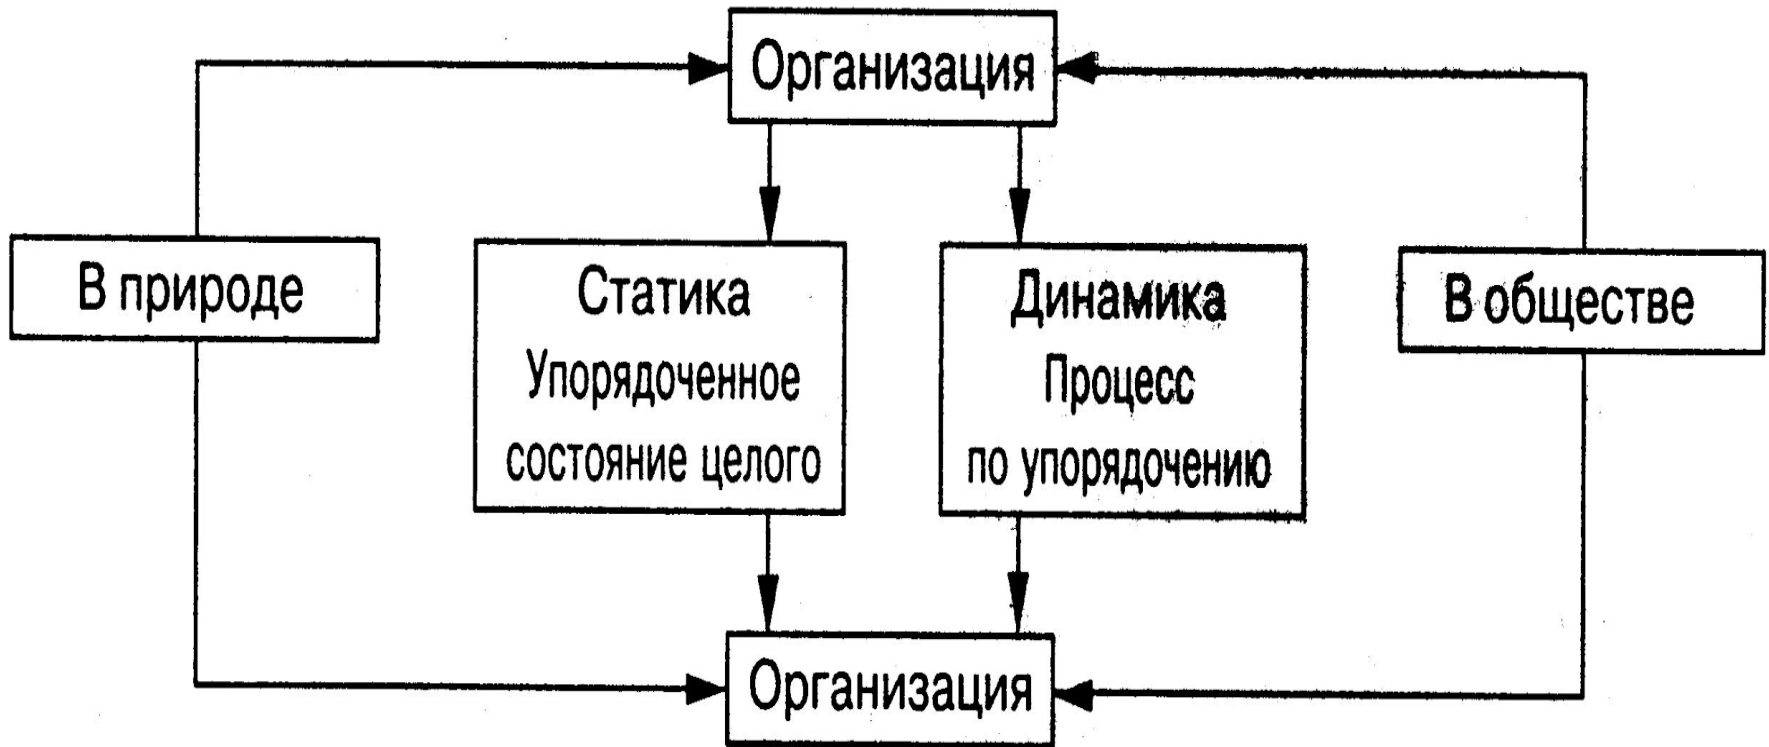 Организация
В природе
Статика
Упорядоченное
состояние целого
Динамика
Процесс
по упорядочению
В обществе
Организация